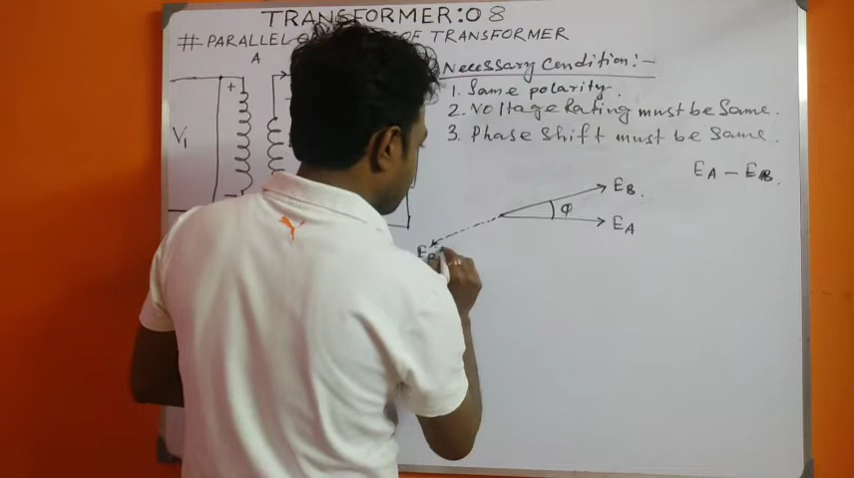 TRANSFORMER:08
# PARALLEL OF TRANSFORMER
A
Necessary Condition:-
1. Same polarity.
2. Voltage Rating must be Same.
3. Phase Shift must be Same.
+
V1
EA - EB.
EB.
φ
EA